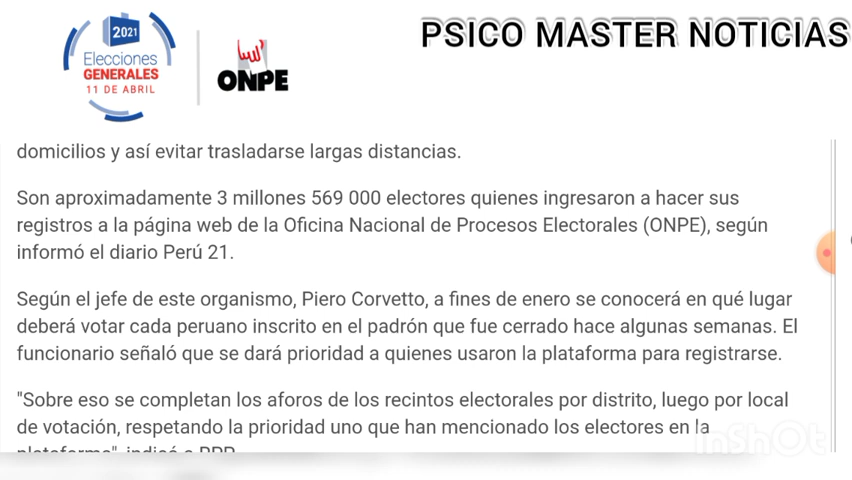 2021
Elecciones
GENERALES
11 DE ABRIL
ONPE
PSICO MASTER NOTICIAS
domicilios y así evitar trasladarse largas distancias.
Son aproximadamente 3 millones 569 000 electores quienes ingresaron a hacer sus
registros a la página web de la Oficina Nacional de Procesos Electorales (ONPE), según
informó el diario Perú 21.
Según el jefe de este organismo, Piero Corvetto, a fines de enero se conocerá en qué lugar
deberá votar cada peruano inscrito en el padrón que fue cerrado hace algunas semanas. El
funcionario señaló que se dará prioridad a quienes usaron la plataforma para registrarse.
"Sobre eso se completan los aforos de los recintos electorales por distrito, luego por local
de votación, respetando la prioridad uno que han mencionado los electores en la
plataforma", indicó a RPP
InShOt